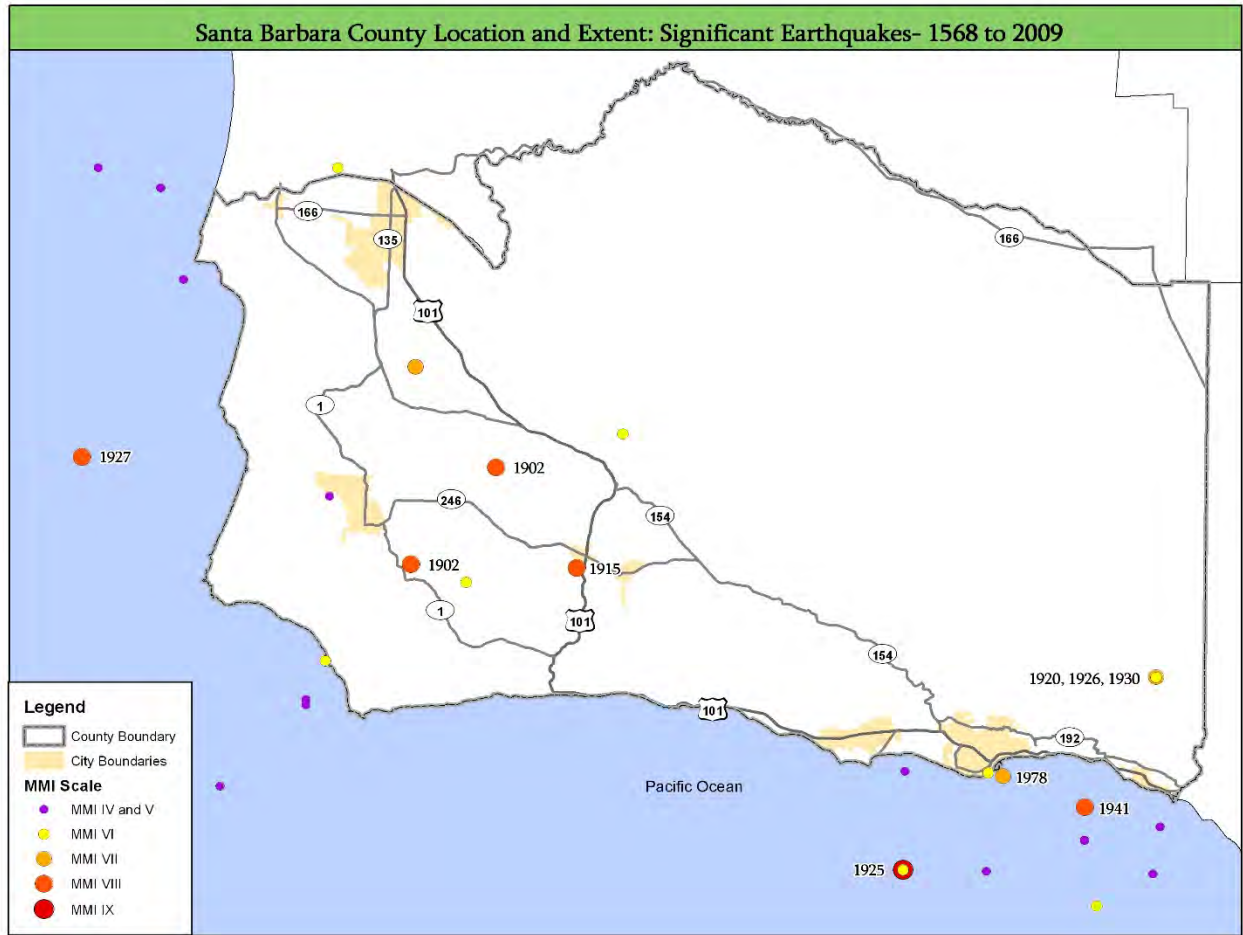 Santa Barbara County Location and Extent: Significant Earthquakes- 1568 to 2009
166
135
166
101
1
1927
1902
246
154
1902
1915
1
101
154
1920, 1926, 1930
101
192
1978
Pacific Ocean
1941
1925
Legend
County Boundary
City Boundaries
MMI Scale
MMI IV and V
MMI VI
MMI VII
MMI VIII
MMI IX